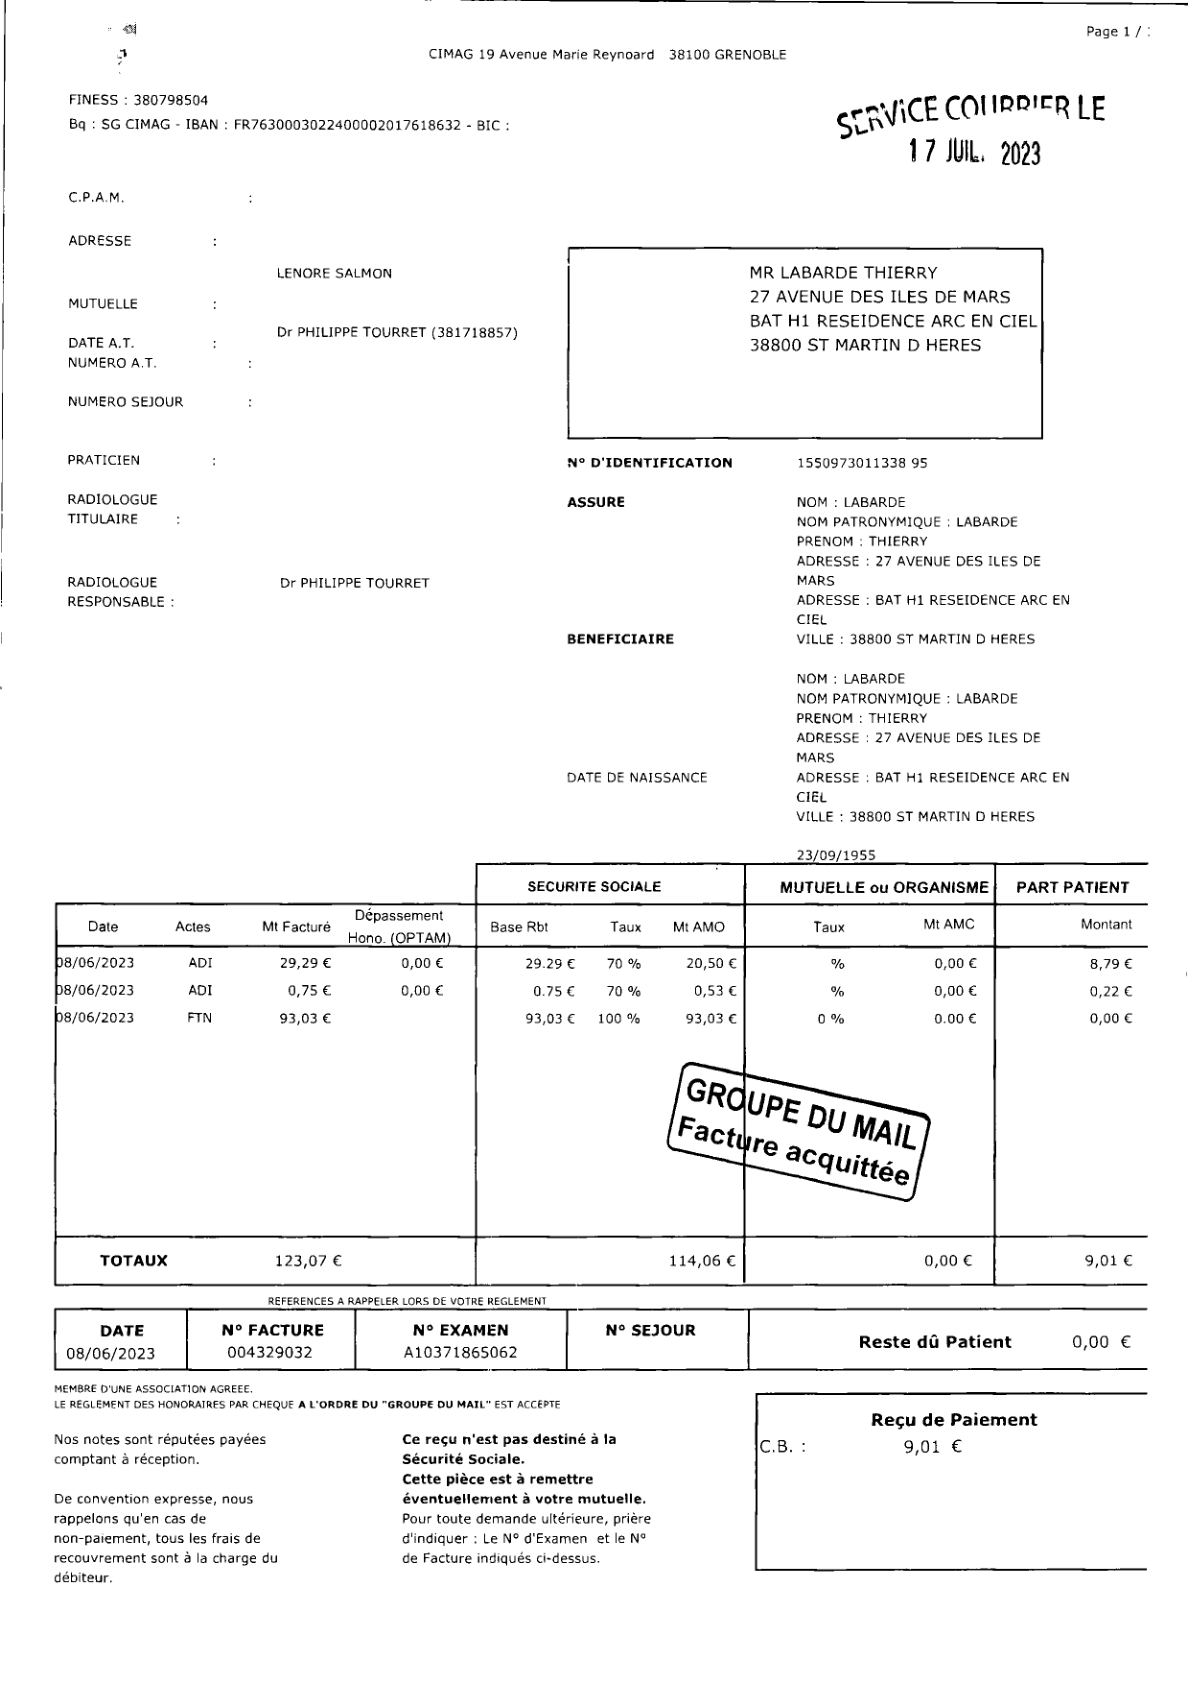 Page 1 /
CIMAG 19 Avenue Marie Reynoard 38100 GRENOBLE
FINESS : 380798504
Bq : SG CIMAG - IBAN : FR7630003022400002017618632 - BIC :
SERVICE COURRIER LE
17 JUIL. 2023
C.P.A.M. :
ADRESSE :
LENORE SALMON
MUTUELLE :
Dr PHILIPPE TOURRET (381718857)
DATE A.T. :
NUMERO A.T. :
NUMERO SEJOUR :
MR LABARDE THIERRY
27 AVENUE DES ILES DE MARS
BAT H1 RESEIDENCE ARC EN CIEL
38800 ST MARTIN D HERES
PRATICIEN :
RADIOLOGUE
TITULAIRE :
RADIOLOGUE Dr PHILIPPE TOURRET
RESPONSABLE :
N° D'IDENTIFICATION 1550973011338 95
ASSURE NOM : LABARDE
NOM PATRONYMIQUE : LABARDE
PRENOM : THIERRY
ADRESSE : 27 AVENUE DES ILES DE
MARS
ADRESSE : BAT H1 RESEIDENCE ARC EN
CIEL
BENEFICIAIRE VILLE : 38800 ST MARTIN D HERES
NOM : LABARDE
NOM PATRONYMIQUE : LABARDE
PRENOM : THIERRY
ADRESSE : 27 AVENUE DES ILES DE
MARS
DATE DE NAISSANCE ADRESSE : BAT H1 RESEIDENCE ARC EN
CIEL
VILLE : 38800 ST MARTIN D HERES
23/09/1955
SECURITE SOCIALE MUTUELLE ou ORGANISME PART PATIENT
Date Actes Mt Facturé Dépassement Hono. (OPTAM) Base Rbt Taux Mt AMO Taux Mt AMC Montant
08/06/2023 ADI 29,29 € 0,00 € 29.29 € 70 % 20,50 € % 0,00 € 8,79 €
08/06/2023 ADI 0,75 € 0,00 € 0.75 € 70 % 0,53 € % 0,00 € 0,22 €
08/06/2023 FTN 93,03 € 93,03 € 100 % 93,03 € 0 % 0.00 € 0,00 €
GROUPE DU MAIL
Facture acquittée
TOTAUX 123,07 € 114,06 € 0,00 € 9,01 €
REFERENCES A RAPPELER LORS DE VOTRE REGLEMENT
DATE N° FACTURE N° EXAMEN N° SEJOUR
08/06/2023 004329032 A10371865062
Reste dû Patient 0,00 €
MEMBRE D'UNE ASSOCIATION AGREEE.
LE REGLEMENT DES HONORAIRES PAR CHEQUE A L'ORDRE DU "GROUPE DU MAIL" EST ACCEPTE
Nos notes sont réputées payées
comptant à réception.
De convention expresse, nous
rappelons qu'en cas de
non-paiement, tous les frais de
recouvrement sont à la charge du
débiteur.
Ce reçu n'est pas destiné à la
Sécurité Sociale.
Cette pièce est à remettre
éventuellement à votre mutuelle.
Pour toute demande ultérieure, prière
d'indiquer : Le N° d'Examen et le N°
de Facture indiqués ci-dessus.
Reçu de Paiement
C.B. : 9,01 €